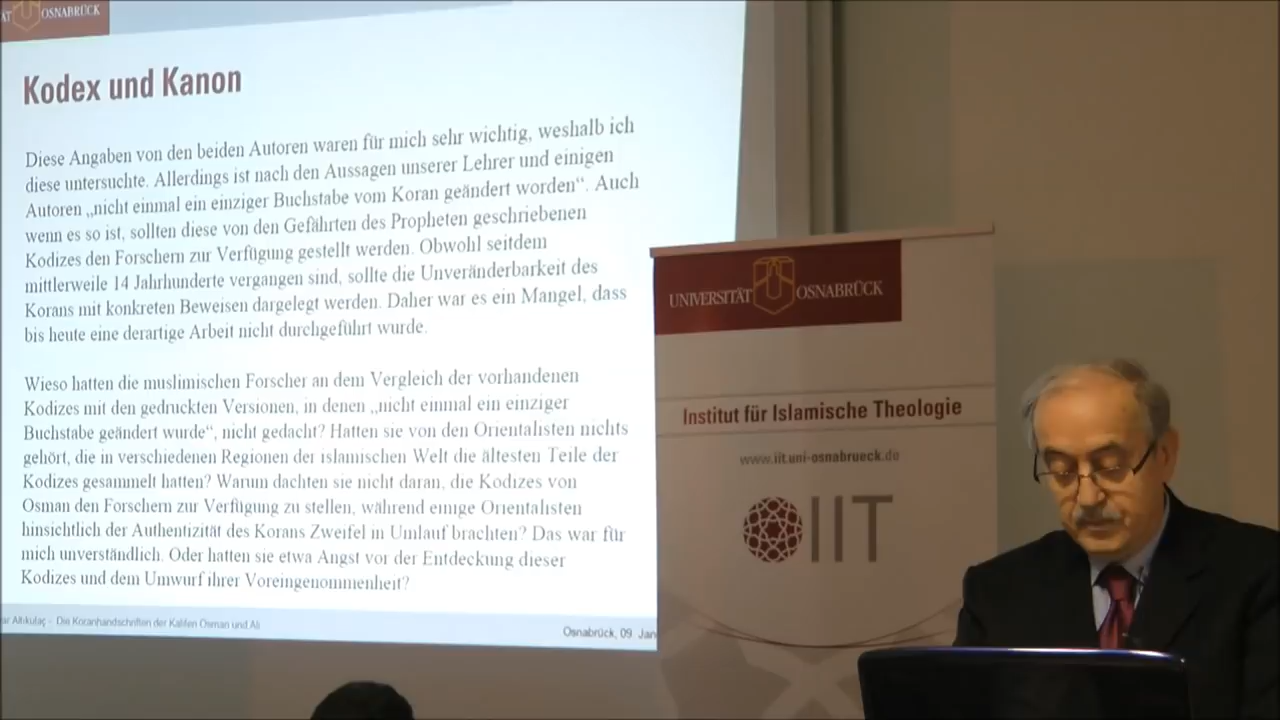 OSNABRÜCK
Kodex und Kanon
Diese Angaben von den beiden Autoren waren für mich sehr wichtig, weshalb ich
diese untersuchte. Allerdings ist nach den Aussagen unserer Lehrer und einigen
Autoren „nicht einmal ein einziger Buchstabe vom Koran geändert worden“. Auch
wenn es so ist, sollten diese von den Gefährten des Propheten geschriebenen
Kodizes den Forschern zur Verfügung gestellt werden. Obwohl seitdem
mittlerweile 14 Jahrhunderte vergangen sind, sollte die Unveränderbarkeit des
Korans mit konkreten Beweisen dargelegt werden. Daher war es ein Mangel, dass
bis heute eine derartige Arbeit nicht durchgeführt wurde.
Wieso hatten die muslimischen Forscher an dem Vergleich der vorhandenen
Kodizes mit den gedruckten Versionen, in denen „nicht einmal ein einziger
Buchstabe geändert wurde“, nicht gedacht? Hatten sie von den Orientalisten nichts
gehört, die in verschiedenen Regionen der islamischen Welt die ältesten Teile der
Kodizes gesammelt hatten? Warum dachten sie nicht daran, die Kodizes von
Osman den Forschern zur Verfügung zu stellen, während einige Orientalisten
hinsichtlich der Authentizität des Korans Zweifel in Umlauf brachten? Das war für
mich unverständlich. Oder hatten sie etwa Angst vor der Entdeckung dieser
Kodizes und dem Umwurf ihrer Voreingenommenheit?
ar Altıkulaç - Die Koranhandschriften der Kalifen Osman und Ali
Osnabrück, 09. Jan
UNIVERSITÄT OSNABRÜCK
Institut für Islamische Theologie
www.iit.uni-osnabrueck.de
IIT